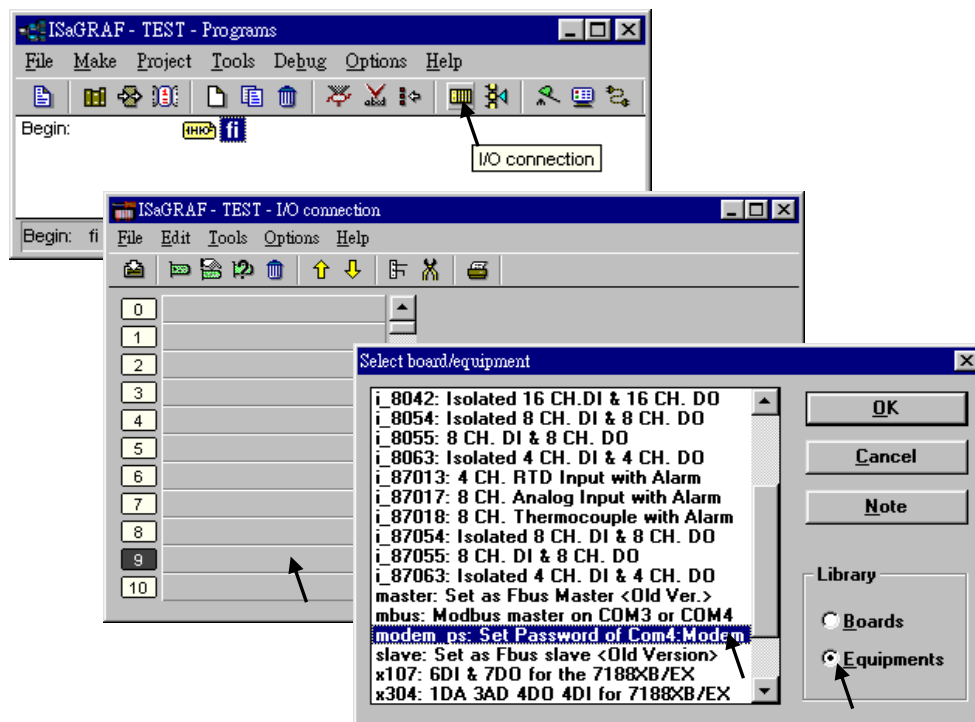 ISaGRAF - TEST - Programs
File Make Project Tools Debug Options Help
Begin: fi
I/O connection
Begin: fi
ISaGRAF - TEST - I/O connection
File Edit Tools Options Help
0
1
2
3
4
5
6
7
8
9
10
Select board/equipment
i_8042: Isolated 16 CH.DI & 16 CH. DO
i_8054: Isolated 8 CH. DI & 8 CH. DO
i_8055: 8 CH. DI & 8 CH. DO
i_8063: Isolated 4 CH. DI & 4 CH. DO
i_87013: 4 CH. RTD Input with Alarm
i_87017: 8 CH. Analog Input with Alarm
i_87018: 8 CH. Thermocouple with Alarm
i_87054: Isolated 8 CH. DI & 8 CH. DO
i_87055: 8 CH. DI & 8 CH. DO
i_87063: Isolated 4 CH. DI & 4 CH. DO
master: Set as Fbus Master <Old Ver.>
mbus: Modbus master on COM3 or COM4
modem_ps: Set Password of Com4:Modem
slave: Set as Fbus slave <Old Version>
x107: 6DI & 7DO for the 7188XB/EX
x304: 1DA 3AD 4DO 4DI for 7188XB/EX
OK
Cancel
Note
Library
Boards
Equipments